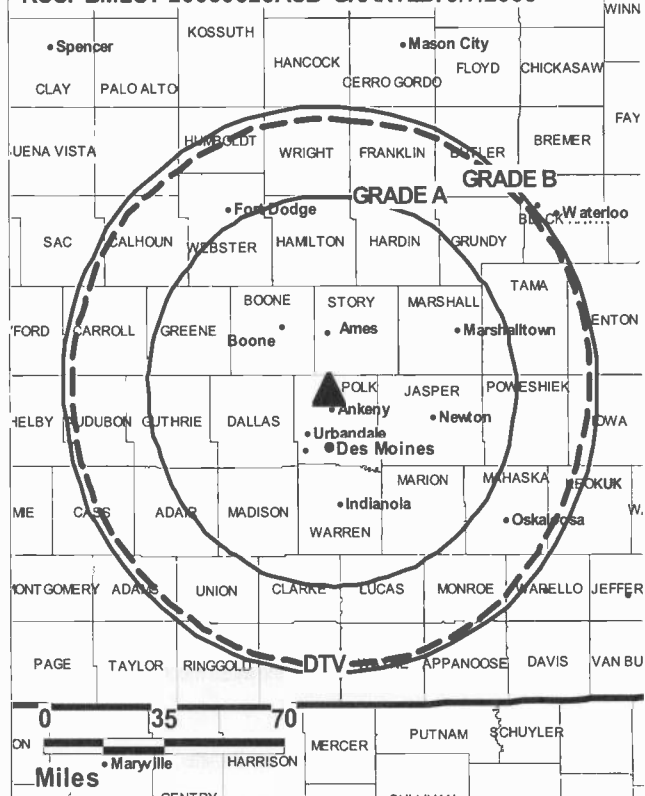 WINN
KOSSUTH
Spencer
Mason City
HANCOCK
FLOYD
CHICKASAW
CERRO GORDO
CLAY
PALO ALTO
FAY
HUMBOLDT
BUTLER
BREMER
UENA VISTA
WRIGHT
FRANKLIN
GRADE B
GRADE A
Fort Dodge
BLACK
Waterloo
SAC
CALHOUN
WEBSTER
HAMILTON
HARDIN
GRUNDY
TAMA
BOONE
STORY
MARSHALL
ENTON
FORD
CARROLL
GREENE
Boone
Ames
Marshalltown
POLK
JASPER
POWESHIEK
Ankeny
Newton
HELBY
AUDUBON
GUTHRIE
DALLAS
IOWA
Urbandale
Des Moines
MARION
MAHASKA
KEOKUK
Indianola
MIE
CASS
ADAIR
MADISON
Oskaloosa
WARREN
ONTGOMERY
ADAMS
UNION
CLARKE
LUCAS
MONROE
WAPELLO
JEFFER
PAGE
TAYLOR
RINGGOLD
DTV
WAYNE
APPANOOSE
DAVIS
VAN BU
0 35 70
PUTNAM
SCHUYLER
ON
MERCER
Maryville
HARRISON
Miles